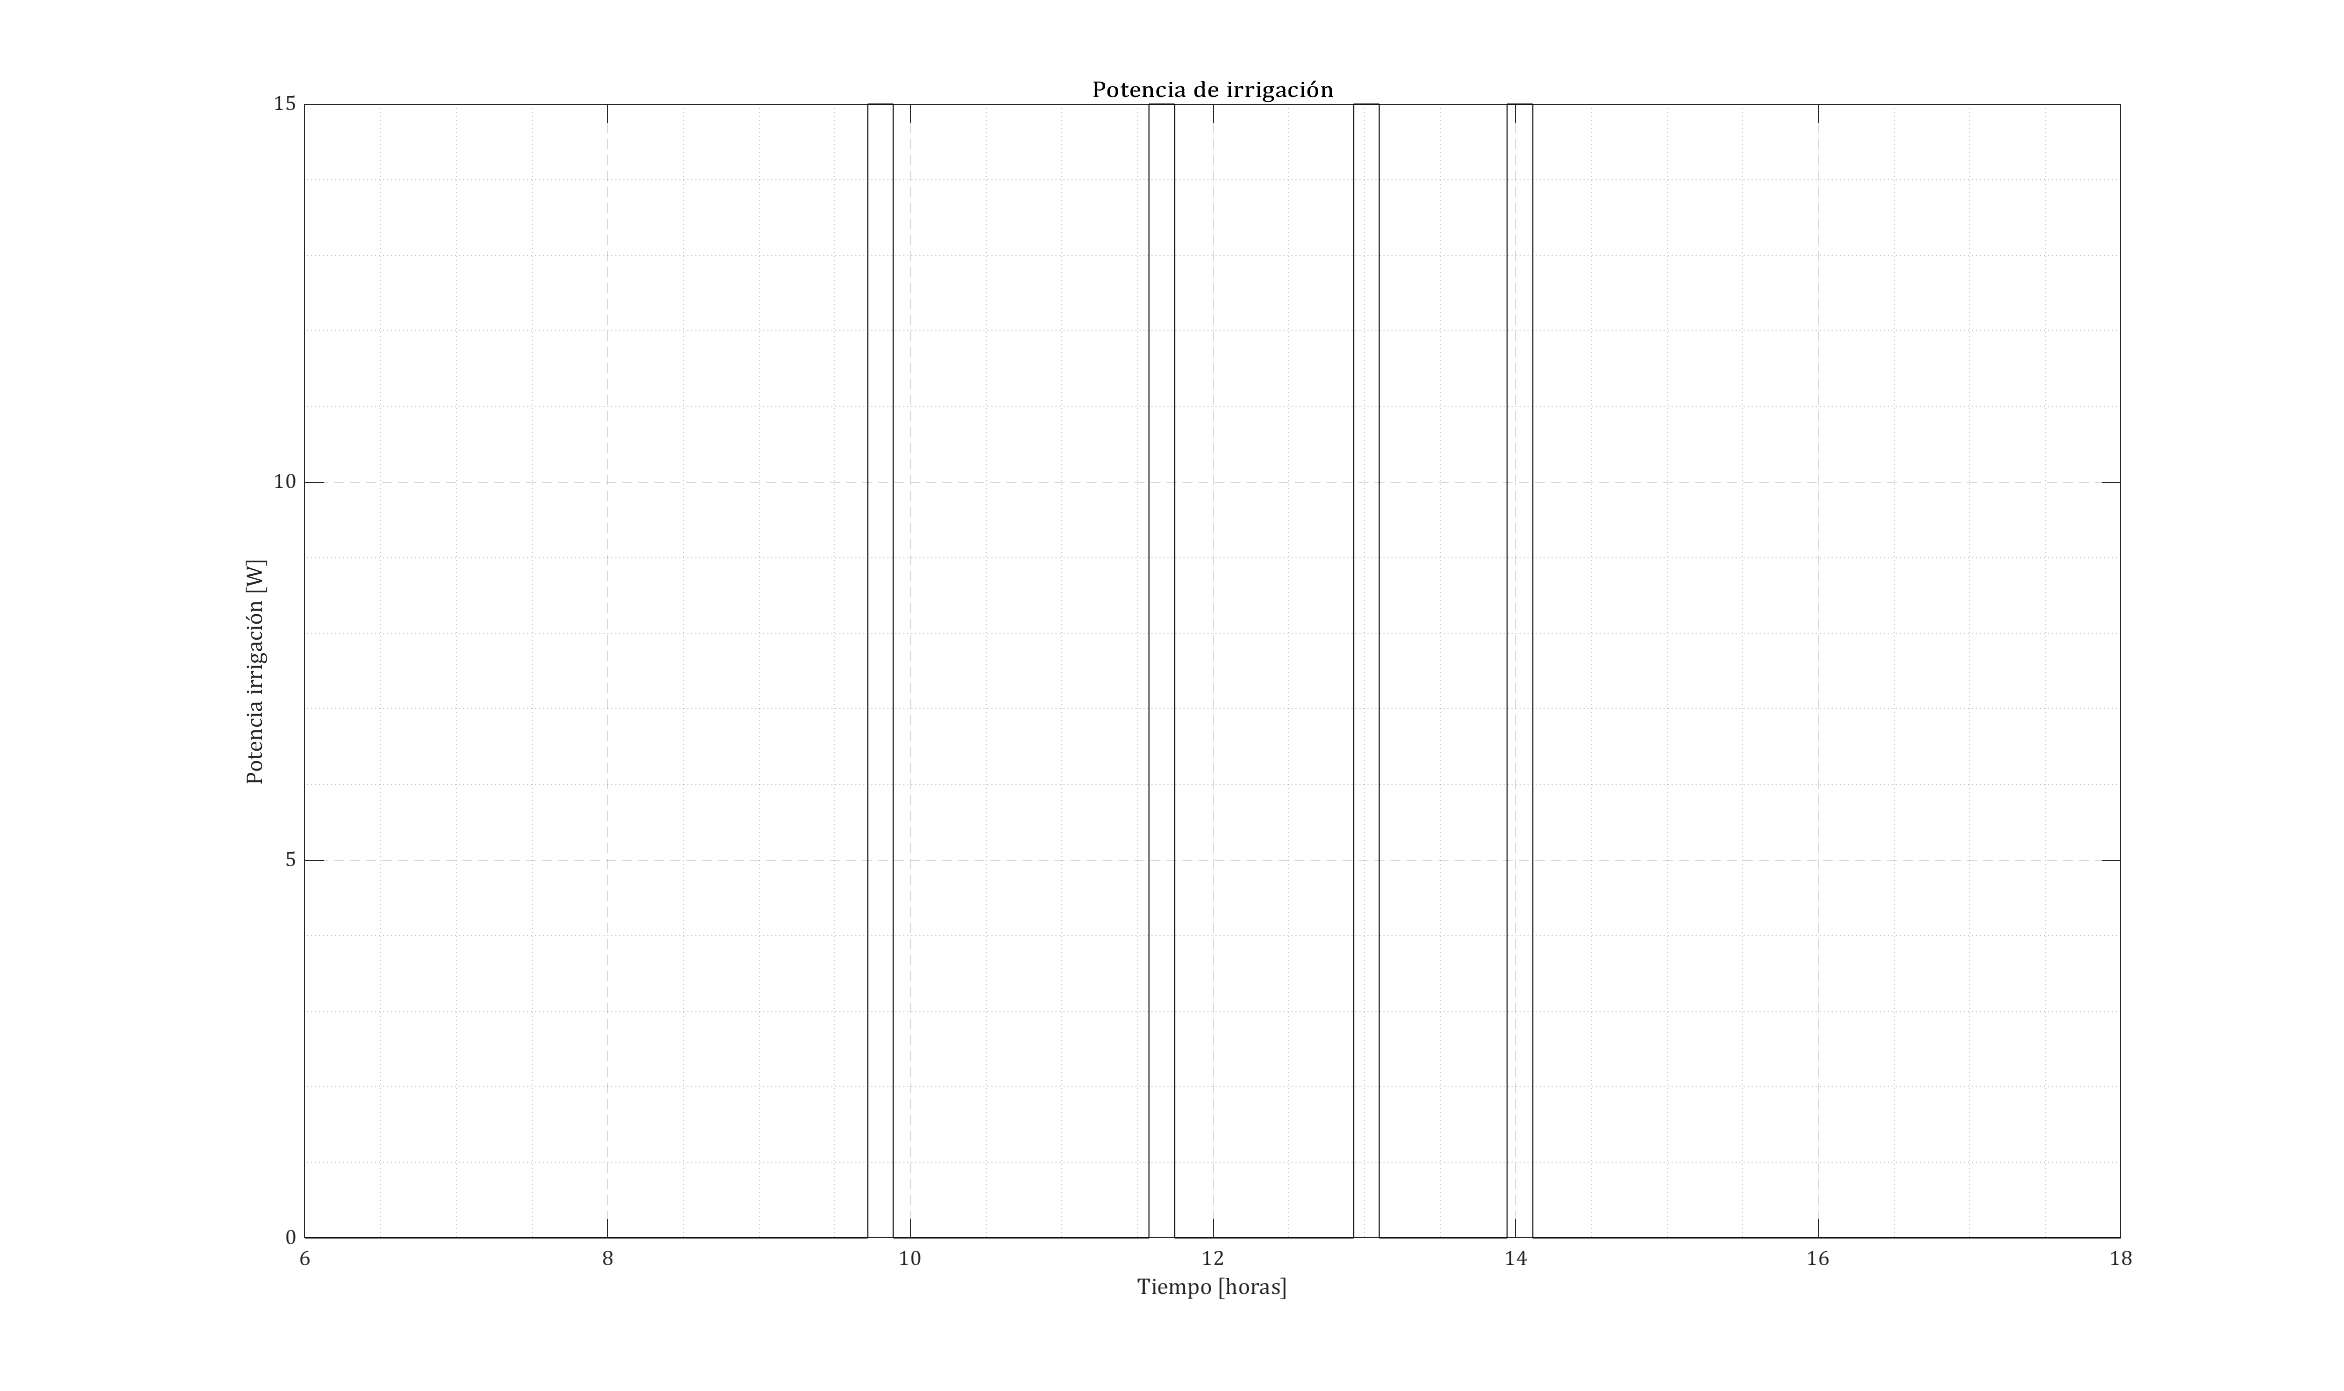 Potencia de irrigación
15
10
5
0
Potencia irrigación [W]
6 8 10 12 14 16 18
Tiempo [horas]